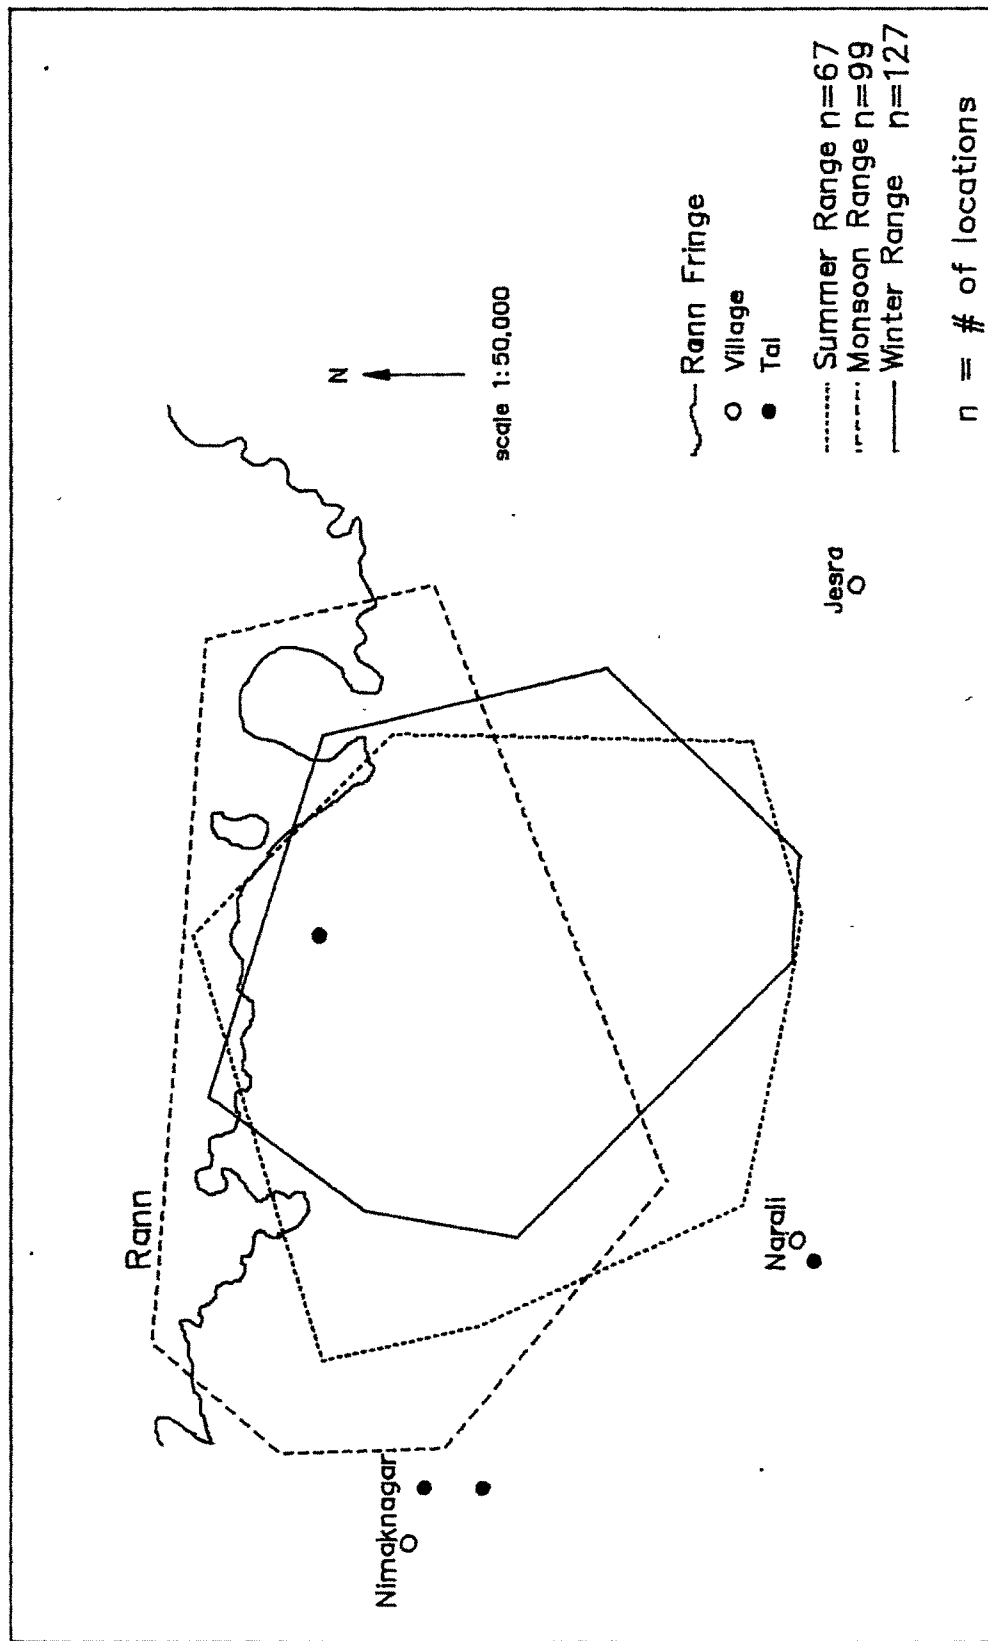 Rann
Nimaknagar
Narali
Jesra
N
scale 1:50,000
Rann Fringe
Village
Tal
Summer Range n=67
Monsoon Range n=99
Winter Range n=127
n = # of locations